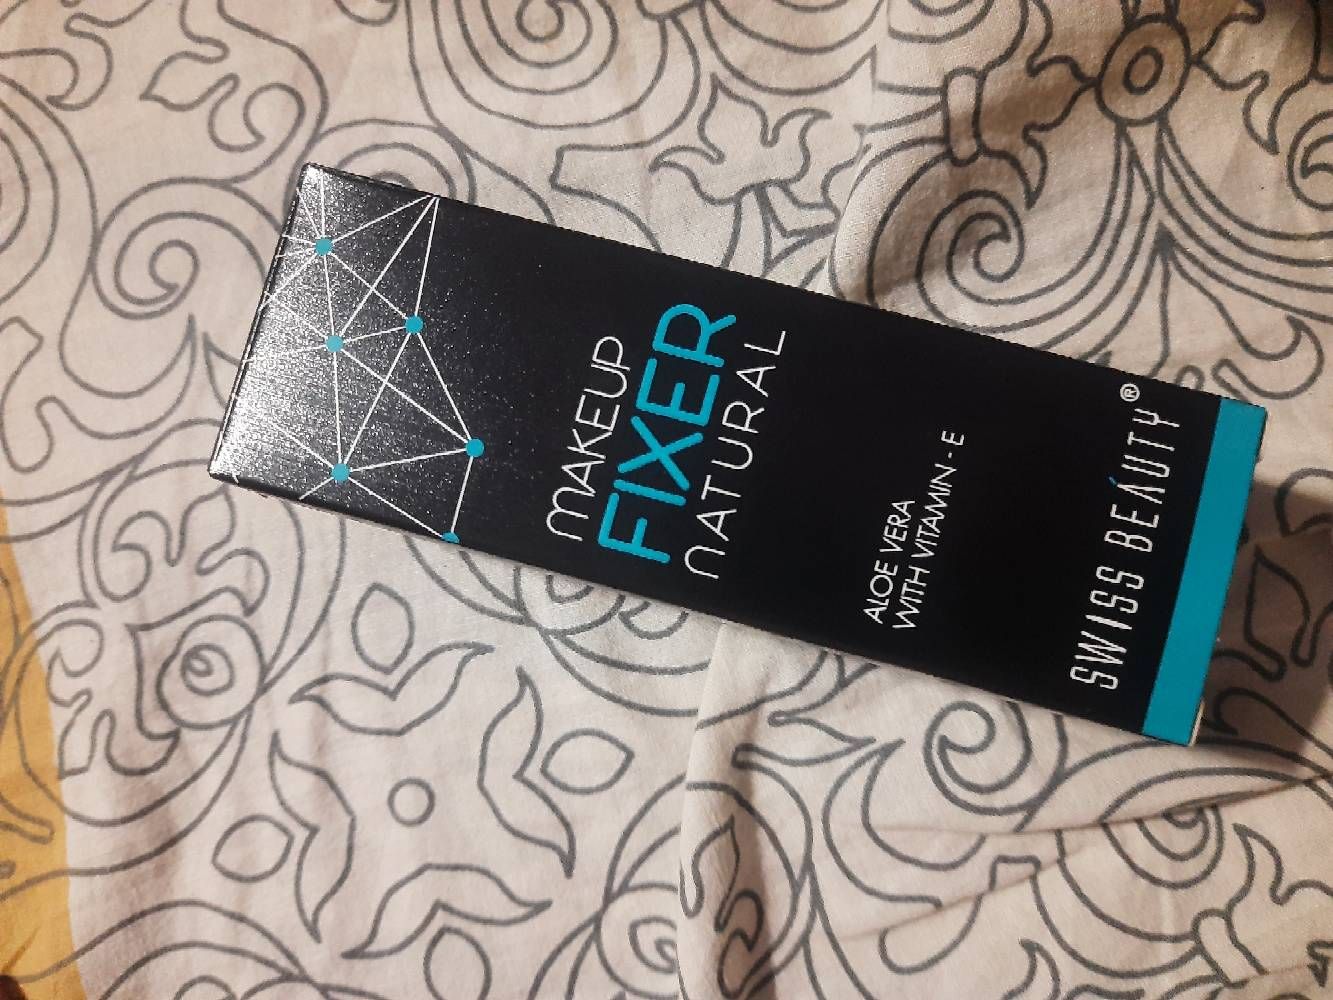 MAKEUP
FIXER
NATURAL
ALOE VERA
WITH VITAMIN - E
SWISS BEAUTY®